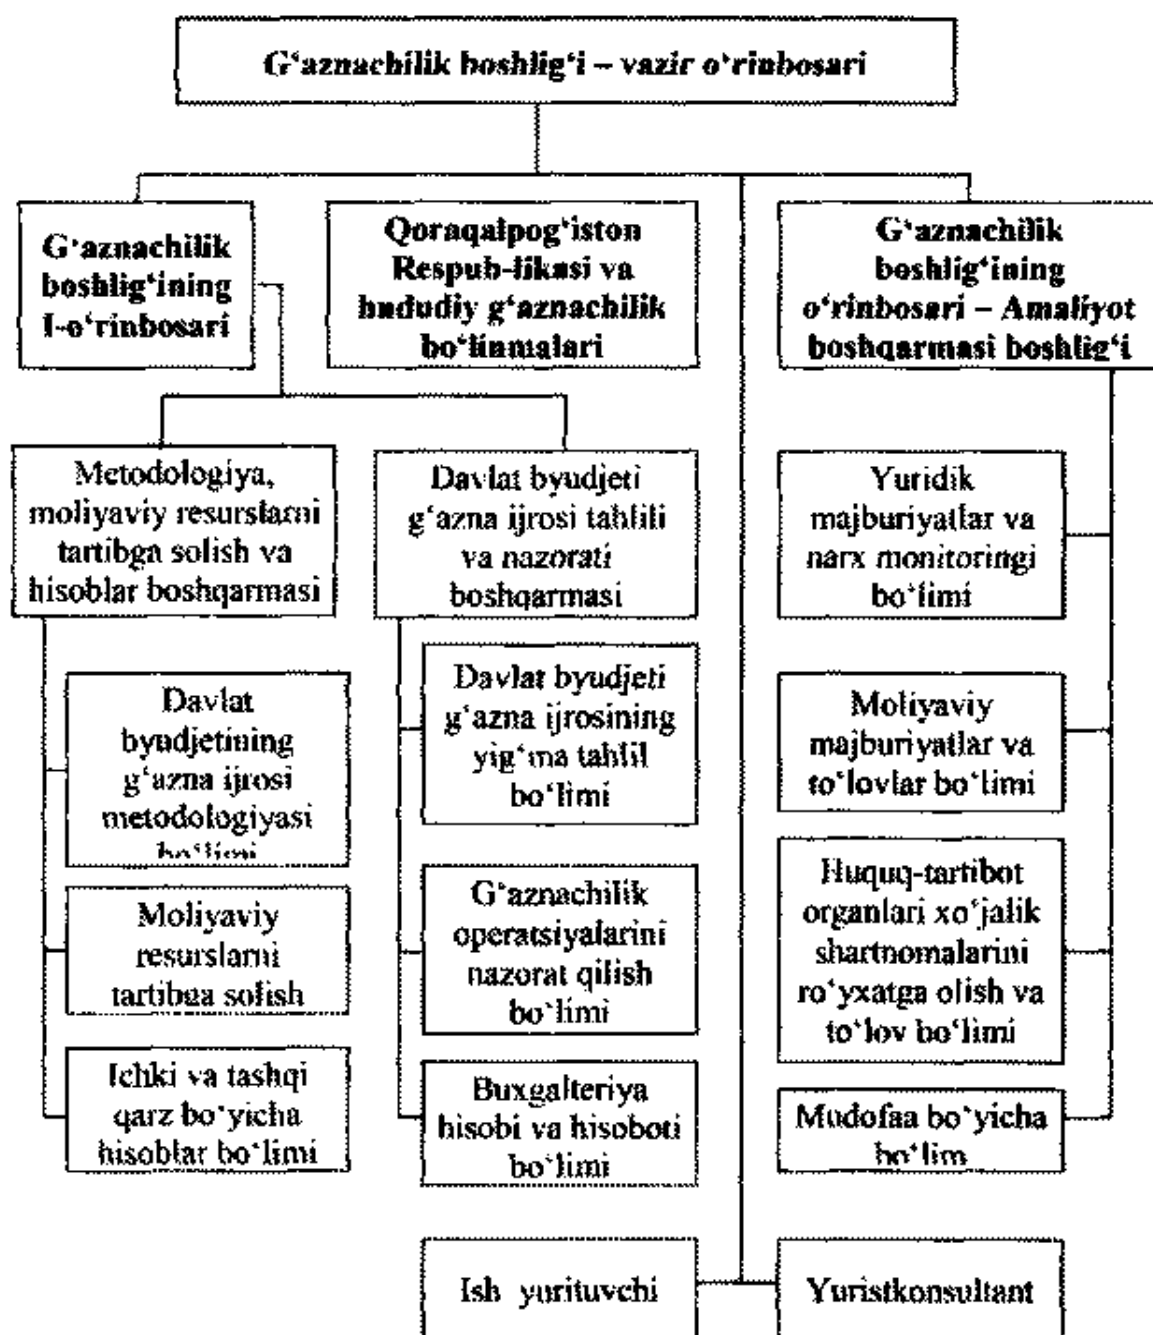 G‘aznachilik boshlig‘i – vazir o‘rinbosari
G‘aznachilik
boshlig‘ining
I-o‘rinbosari
Qoraqalpog‘iston
Respub-likasi va
hududiy g‘aznachilik
bo‘linmalari
G‘aznachilik
boshlig‘ining
o‘rinbosari – Amaliyot
boshqarmasi boshlig‘i
Metodologiya,
moliyaviy resurslarni
tartibga solish va
hisoblar boshqarmasi
Davlat byudjeti
g‘azna ijrosi tahlili
va nazorati
boshqarmasi
Yuridik
majburiyatlar va
narx monitoringi
bo‘limi
Davlat
byudjetining
g‘azna ijrosi
metodologiyasi
bo‘limi
Davlat byudjeti
g‘azna ijrosining
yig‘ma tahlil
bo‘limi
Moliyaviy
majburiyatlar va
to‘lovlar bo‘limi
Moliyaviy
resurslarni
tartibga solish
G‘aznachilik
operatsiyalarini
nazorat qilish
bo‘limi
Huquq-tartibot
organlari xo‘jalik
shartnomalarini
ro‘yxatga olish va
to‘lov bo‘limi
Ichki va tashqi
qarz bo‘yicha
hisoblar bo‘limi
Buxgalteriya
hisobi va hisoboti
bo‘limi
Mudofaa bo‘yicha
bo‘lim
Ish yurituvchi
Yuristkonsultant